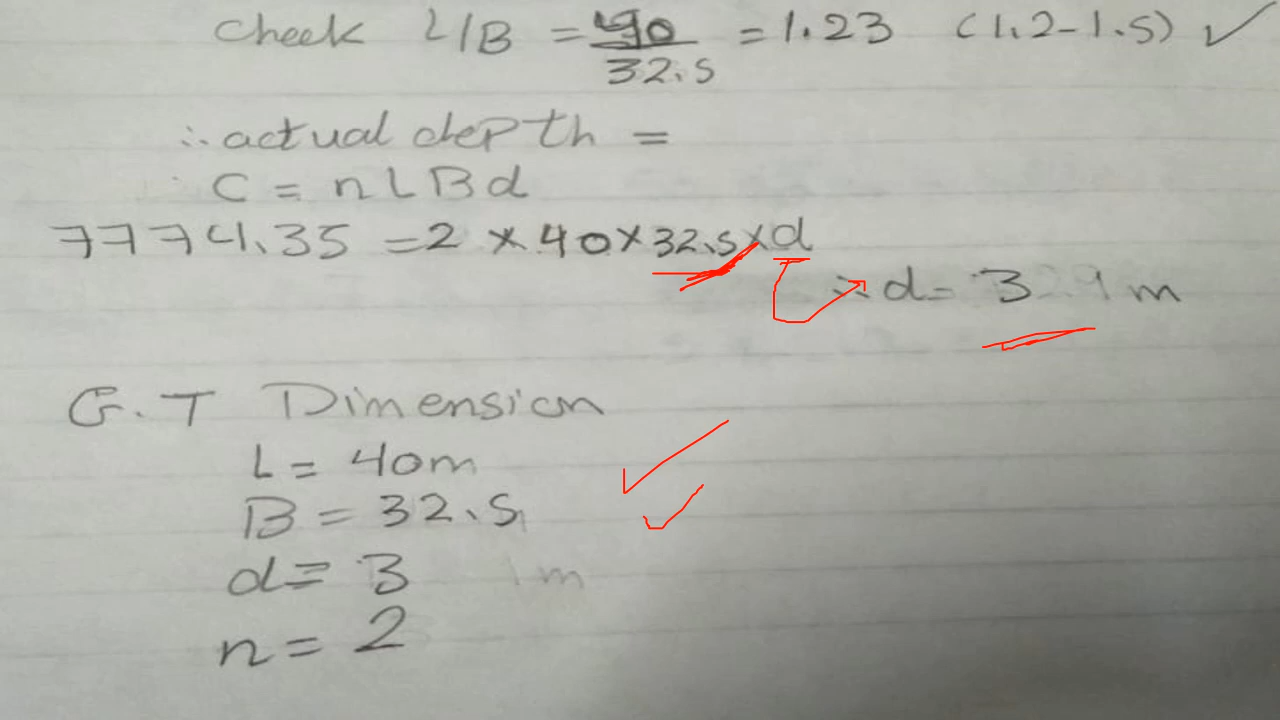 check L/B = 40/32.5 = 1.23 (1.2-1.5) ✓
∴ actual depth =
C = n L B d
7774.35 = 2 × 40 × 32.5 × d
∴ d = 3 m
G.T Dimension
L = 40m
B = 32.5
d = 3 m
n = 2